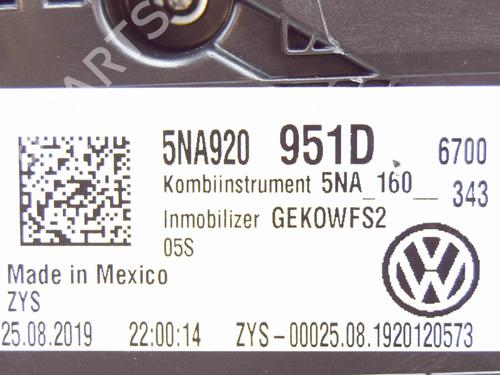 5NA920 951D 6700
Kombiinstrument 5NA_160__ 343
Immobilizer GEKOWFS2
05S
Made in Mexico
ZYS
25.08.2019 22:00:14 ZYS-00025.08.1920120573